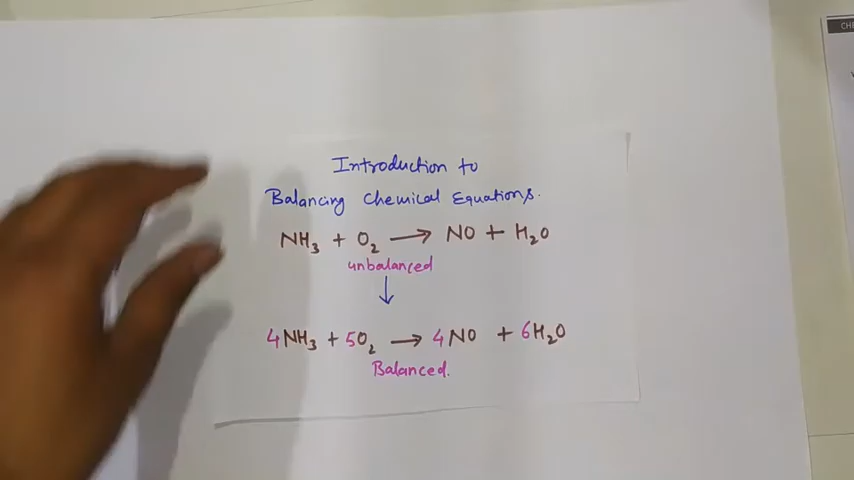 Introduction to
Balancing Chemical Equations.
NH3 + O2 → NO + H2O
unbalanced
↓
4NH3 + 5O2 → 4NO + 6H2O
Balanced.